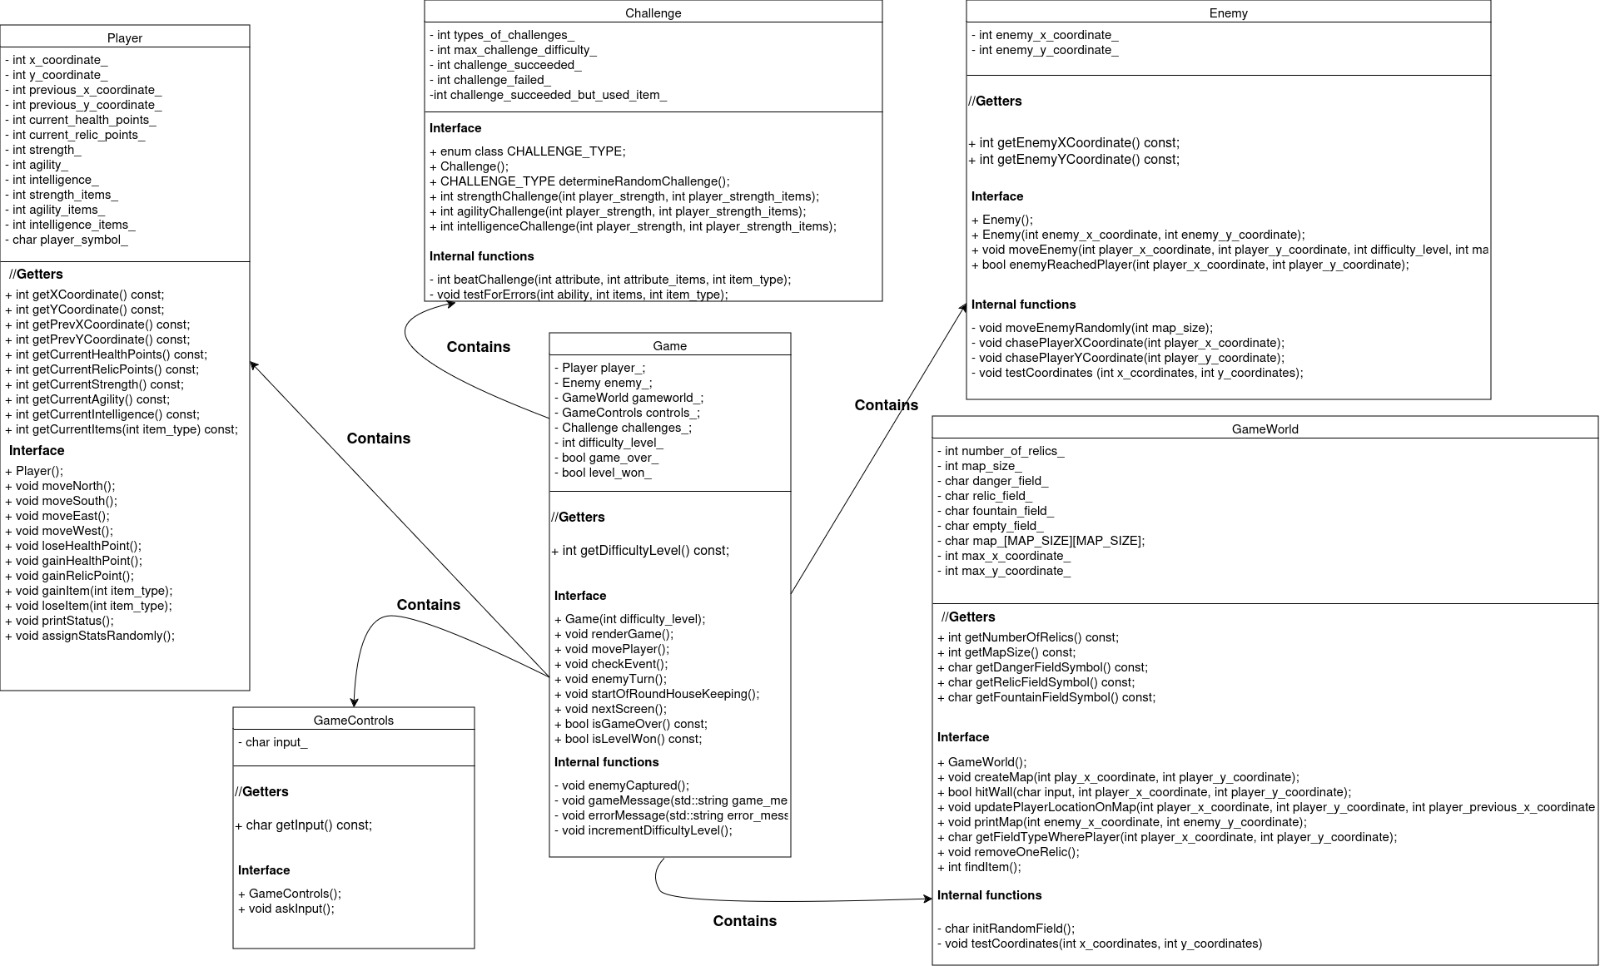 Player
- int x_coordinate_
- int y_coordinate_
- int previous_x_coordinate_
- int previous_y_coordinate_
- int current_health_points_
- int current_relic_points_
- int strength_
- int agility_
- int intelligence_
- int strength_items_
- int agility_items_
- int intelligence_items_
- char player_symbol_
//Getters
+ int getXCoordinate() const;
+ int getYCoordinate() const;
+ int getPrevXCoordinate() const;
+ int getPrevYCoordinate() const;
+ int getCurrentHealthPoints() const;
+ int getCurrentRelicPoints() const;
+ int getCurrentStrength() const;
+ int getCurrentAgility() const;
+ int getCurrentIntelligence() const;
+ int getCurrentItems(int item_type) const;
Interface
+ Player();
+ void moveNorth();
+ void moveSouth();
+ void moveEast();
+ void moveWest();
+ void loseHealthPoint();
+ void gainHealthPoint();
+ void gainRelicPoint();
+ void gainItem(int item_type);
+ void loseItem(int item_type);
+ void printStatus();
+ void assignStatsRandomly();
Challenge
- int types_of_challenges_
- int max_challenge_difficulty_
- int challenge_succeeded_
- int challenge_failed_
-int challenge_succeeded_but_used_item_
Interface
+ enum class CHALLENGE_TYPE;
+ Challenge();
+ CHALLENGE_TYPE determineRandomChallenge();
+ int strengthChallenge(int player_strength, int player_strength_items);
+ int agilityChallenge(int player_strength, int player_strength_items);
+ int intelligenceChallenge(int player_strength, int player_strength_items);
Internal functions
- int beatChallenge(int attribute, int attribute_items, int item_type);
- void testForErrors(int ability, int items, int item_type);
Enemy
- int enemy_x_coordinate_
- int enemy_y_coordinate_
//Getters
+ int getEnemyXCoordinate() const;
+ int getEnemyYCoordinate() const;
Interface
+ Enemy();
+ Enemy(int enemy_x_coordinate, int enemy_y_coordinate);
+ void moveEnemy(int player_x_coordinate, int player_y_coordinate, int difficulty_level, int ma
+ bool enemyReachedPlayer(int player_x_coordinate, int player_y_coordinate);
Internal functions
- void moveEnemyRandomly(int map_size);
- void chasePlayerXCoordinate(int player_x_coordinate);
- void chasePlayerYCoordinate(int player_y_coordinate);
- void testCoordinates (int x_ccordinates, int y_coordinates);
Contains
Contains
Contains
Contains
Contains
Game
- Player player_;
- Enemy enemy_;
- GameWorld gameworld_;
- GameControls controls_;
- Challenge challenges_;
- int difficulty_level_
- bool game_over_
- bool level_won_
//Getters
+ int getDifficultyLevel() const;
Interface
+ Game(int difficulty_level);
+ void renderGame();
+ void movePlayer();
+ void checkEvent();
+ void enemyTurn();
+ void startOfRoundHouseKeeping();
+ void nextScreen();
+ bool isGameOver() const;
+ bool isLevelWon() const;
Internal functions
- void enemyCaptured();
- void gameMessage(std::string game_me
- void errorMessage(std::string error_mess
- void incrementDifficultyLevel();
GameControls
- char input_
//Getters
+ char getInput() const;
Interface
+ GameControls();
+ void askInput();
GameWorld
- int number_of_relics_
- int map_size_
- char danger_field_
- char relic_field_
- char fountain_field_
- char empty_field_
- char map_[MAP_SIZE][MAP_SIZE];
- int max_x_coordinate_
- int max_y_coordinate_
//Getters
+ int getNumberOfRelics() const;
+ int getMapSize() const;
+ char getDangerFieldSymbol() const;
+ char getRelicFieldSymbol() const;
+ char getFountainFieldSymbol() const;
Interface
+ GameWorld();
+ void createMap(int play_x_coordinate, int player_y_coordinate);
+ bool hitWall(char input, int player_x_coordinate, int player_y_coordinate);
+ void updatePlayerLocationOnMap(int player_x_coordinate, int player_y_coordinate, int player_previous_x_coordinate
+ void printMap(int enemy_x_coordinate, int enemy_y_coordinate);
+ char getFieldTypeWherePlayer(int player_x_coordinate, int player_y_coordinate);
+ void removeOneRelic();
+ int findItem();
Internal functions
- char initRandomField();
- void testCoordinates(int x_coordinates, int y_coordinates)